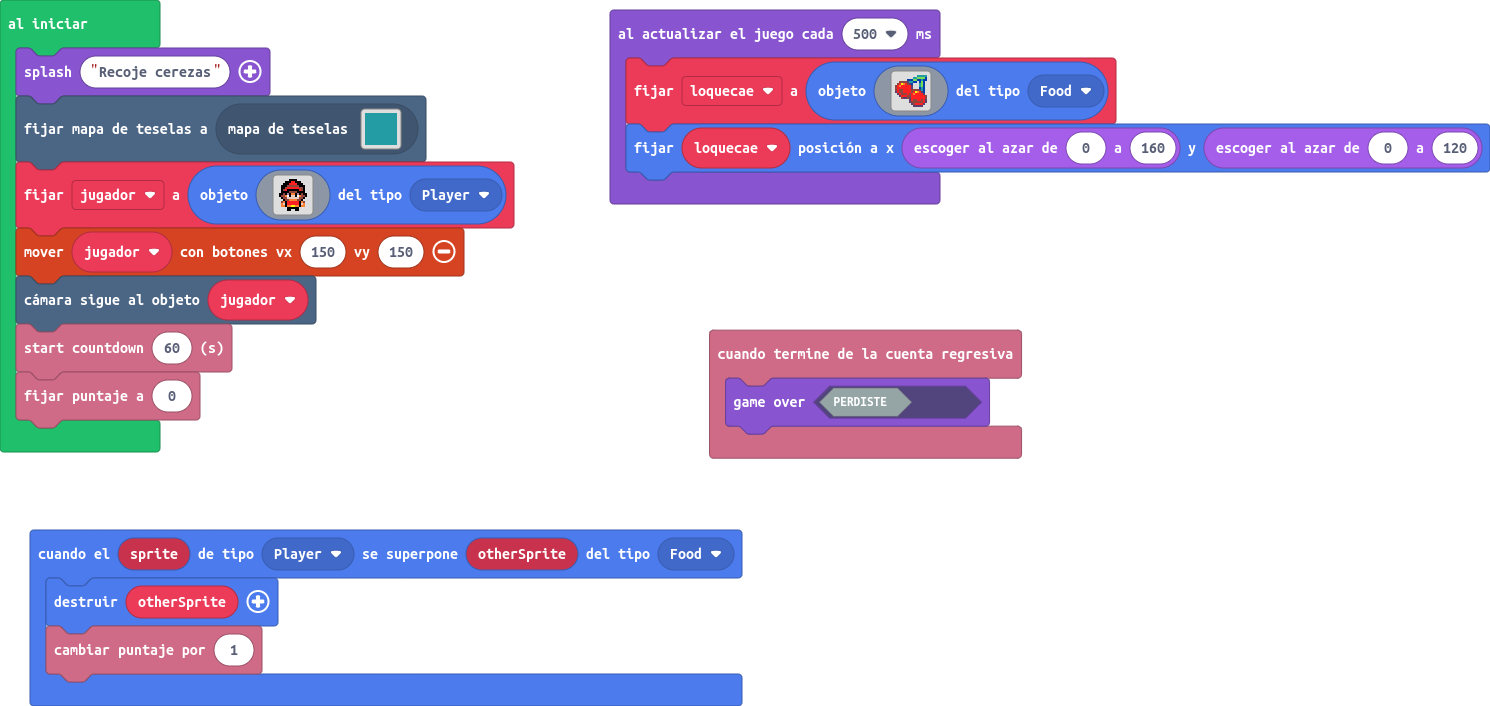 al iniciar
splash "Recoje cerezas"
fijar mapa de teselas a mapa de teselas
fijar jugador a objeto del tipo Player
mover jugador con botones vx 150 vy 150
cámara sigue al objeto jugador
start countdown 60 (s)
fijar puntaje a 0
al actualizar el juego cada 500 ms
fijar loquecae a objeto del tipo Food
fijar loquecae posición a x escoger al azar de 0 a 160 y escoger al azar de 0 a 120
cuando termine de la cuenta regresiva
game over PERDISTE
cuando el sprite de tipo Player se superpone otherSprite del tipo Food
destruir otherSprite
cambiar puntaje por 1